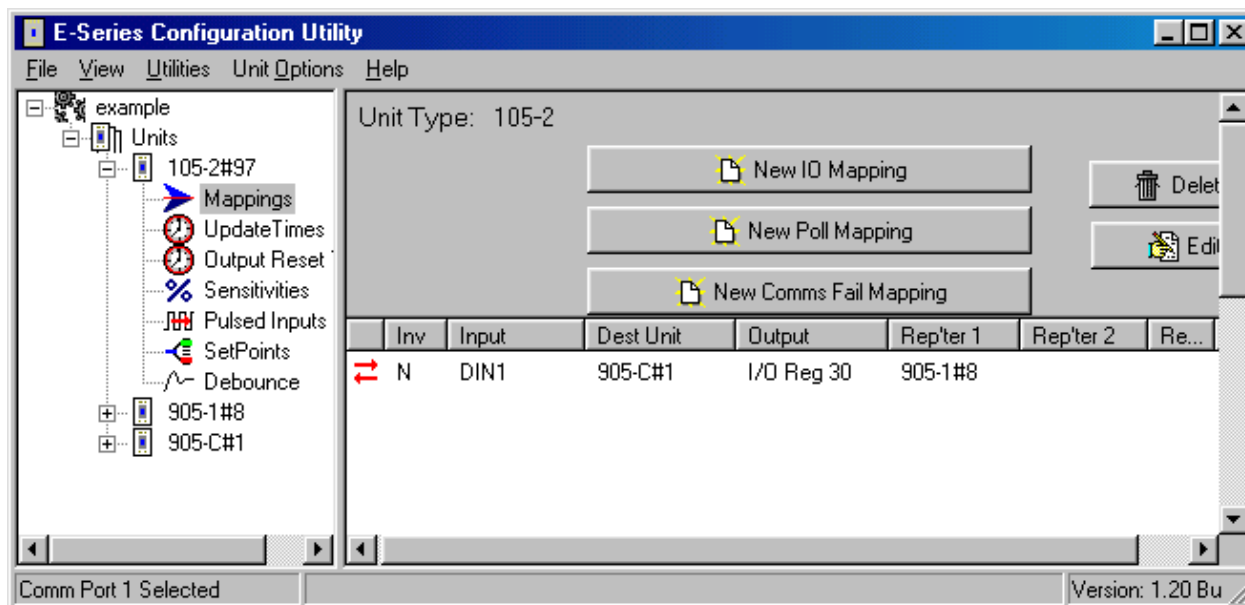 E-Series Configuration Utility
File View Utilities Unit Options Help
example
Units
105-2#97
Mappings
UpdateTimes
Output Reset
Sensitivities
Pulsed Inputs
SetPoints
Debounce
905-1#8
905-C#1
Unit Type: 105-2
New IO Mapping
New Poll Mapping
New Comms Fail Mapping
Delet
Edi
Inv Input Dest Unit Output Rep'ter 1 Rep'ter 2 Re...
N DIN1 905-C#1 I/O Reg 30 905-1#8
Comm Port 1 Selected
Version: 1.20 Bu